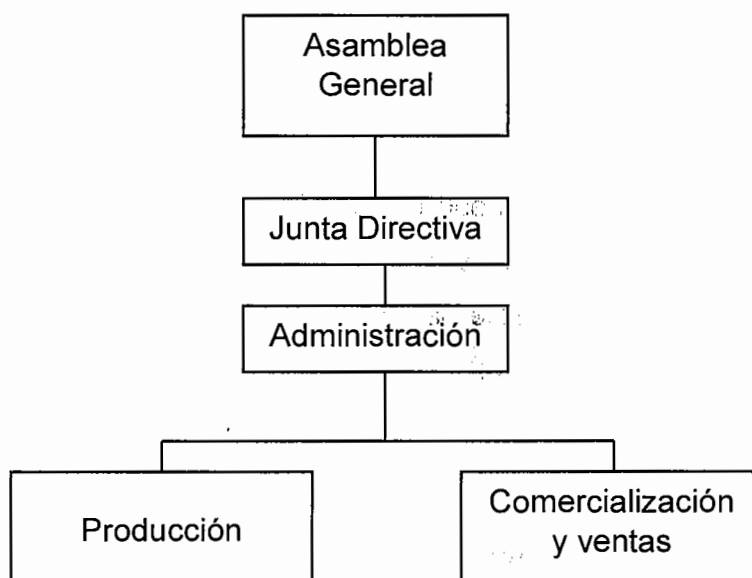 Asamblea
General
Junta Directiva
Administración
Producción
Comercialización
y ventas